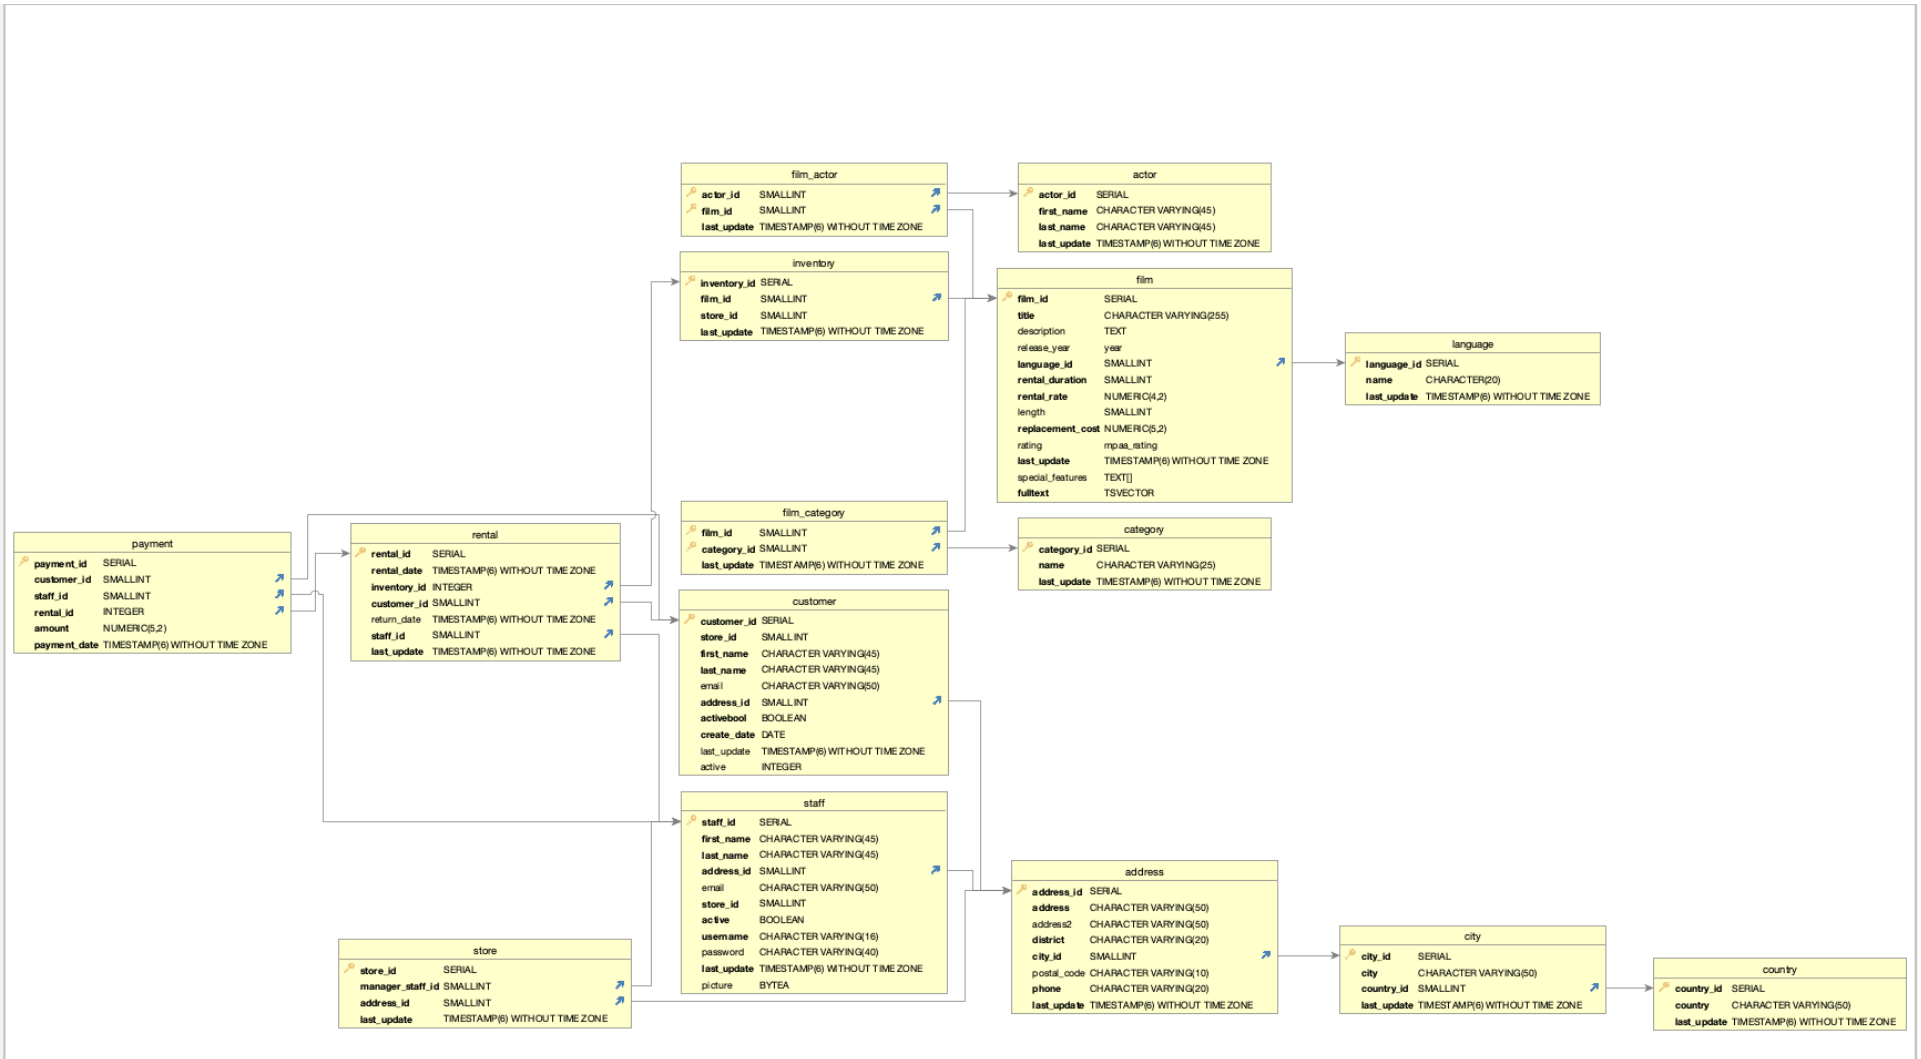 film_actor
actor_id SMALLINT
film_id SMALLINT
last_update TIMESTAMP(6) WITHOUT TIME ZONE
actor
actor_id SERIAL
first_name CHARACTER VARYING(45)
last_name CHARACTER VARYING(45)
last_update TIMESTAMP(6) WITHOUT TIME ZONE
inventory
inventory_id SERIAL
film_id SMALLINT
store_id SMALLINT
last_update TIMESTAMP(6) WITHOUT TIME ZONE
film
film_id SERIAL
title CHARACTER VARYING(255)
description TEXT
release_year year
language_id SMALLINT
rental_duration SMALLINT
rental_rate NUMERIC(4,2)
length SMALLINT
replacement_cost NUMERIC(5,2)
rating mpaa_rating
last_update TIMESTAMP(6) WITHOUT TIME ZONE
special_features TEXT[]
fulltext TSVECTOR
language
language_id SERIAL
name CHARACTER(20)
last_update TIMESTAMP(6) WITHOUT TIME ZONE
film_category
film_id SMALLINT
category_id SMALLINT
last_update TIMESTAMP(6) WITHOUT TIME ZONE
category
category_id SERIAL
name CHARACTER VARYING(25)
last_update TIMESTAMP(6) WITHOUT TIME ZONE
payment
payment_id SERIAL
customer_id SMALLINT
staff_id SMALLINT
rental_id INTEGER
amount NUMERIC(5,2)
payment_date TIMESTAMP(6) WITHOUT TIME ZONE
rental
rental_id SERIAL
rental_date TIMESTAMP(6) WITHOUT TIME ZONE
inventory_id INTEGER
customer_id SMALLINT
return_date TIMESTAMP(6) WITHOUT TIME ZONE
staff_id SMALLINT
last_update TIMESTAMP(6) WITHOUT TIME ZONE
customer
customer_id SERIAL
store_id SMALLINT
first_name CHARACTER VARYING(45)
last_name CHARACTER VARYING(45)
email CHARACTER VARYING(50)
address_id SMALLINT
activebool BOOLEAN
create_date DATE
last_update TIMESTAMP(6) WITHOUT TIME ZONE
active INTEGER
staff
staff_id SERIAL
first_name CHARACTER VARYING(45)
last_name CHARACTER VARYING(45)
address_id SMALLINT
email CHARACTER VARYING(50)
store_id SMALLINT
active BOOLEAN
username CHARACTER VARYING(16)
password CHARACTER VARYING(40)
last_update TIMESTAMP(6) WITHOUT TIME ZONE
picture BYTEA
store
store_id SERIAL
manager_staff_id SMALLINT
address_id SMALLINT
last_update TIMESTAMP(6) WITHOUT TIME ZONE
address
address_id SERIAL
address CHARACTER VARYING(50)
address2 CHARACTER VARYING(50)
district CHARACTER VARYING(20)
city_id SMALLINT
postal_code CHARACTER VARYING(10)
phone CHARACTER VARYING(20)
last_update TIMESTAMP(6) WITHOUT TIME ZONE
city
city_id SERIAL
city CHARACTER VARYING(50)
country_id SMALLINT
last_update TIMESTAMP(6) WITHOUT TIME ZONE
country
country_id SERIAL
country CHARACTER VARYING(50)
last_update TIMESTAMP(6) WITHOUT TIME ZONE